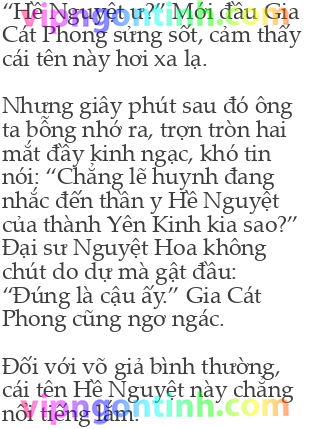 “Hề Nguyệt ư?” Mới đầu Gia
Cát Phong sửng sốt, cảm thấy
cái tên này hơi xa lạ.
Nhưng giây phút sau đó ông
ta bỗng nhớ ra, trợn tròn hai
mắt đầy kinh ngạc, khó tin
nói: “Chẳng lẽ huynh đang
nhắc đến thần y Hề Nguyệt
của thành Yên Kinh kia sao?”
Đại sư Nguyệt Hoa không
chút do dự mà gật đầu:
“Đúng là cậu ấy.” Gia Cát
Phong cũng ngơ ngác.
Đối với võ giả bình thường,
cái tên Hề Nguyệt này chẳng
nổi tiếng lắm.
vipngontinh.com
vipngontinh.com